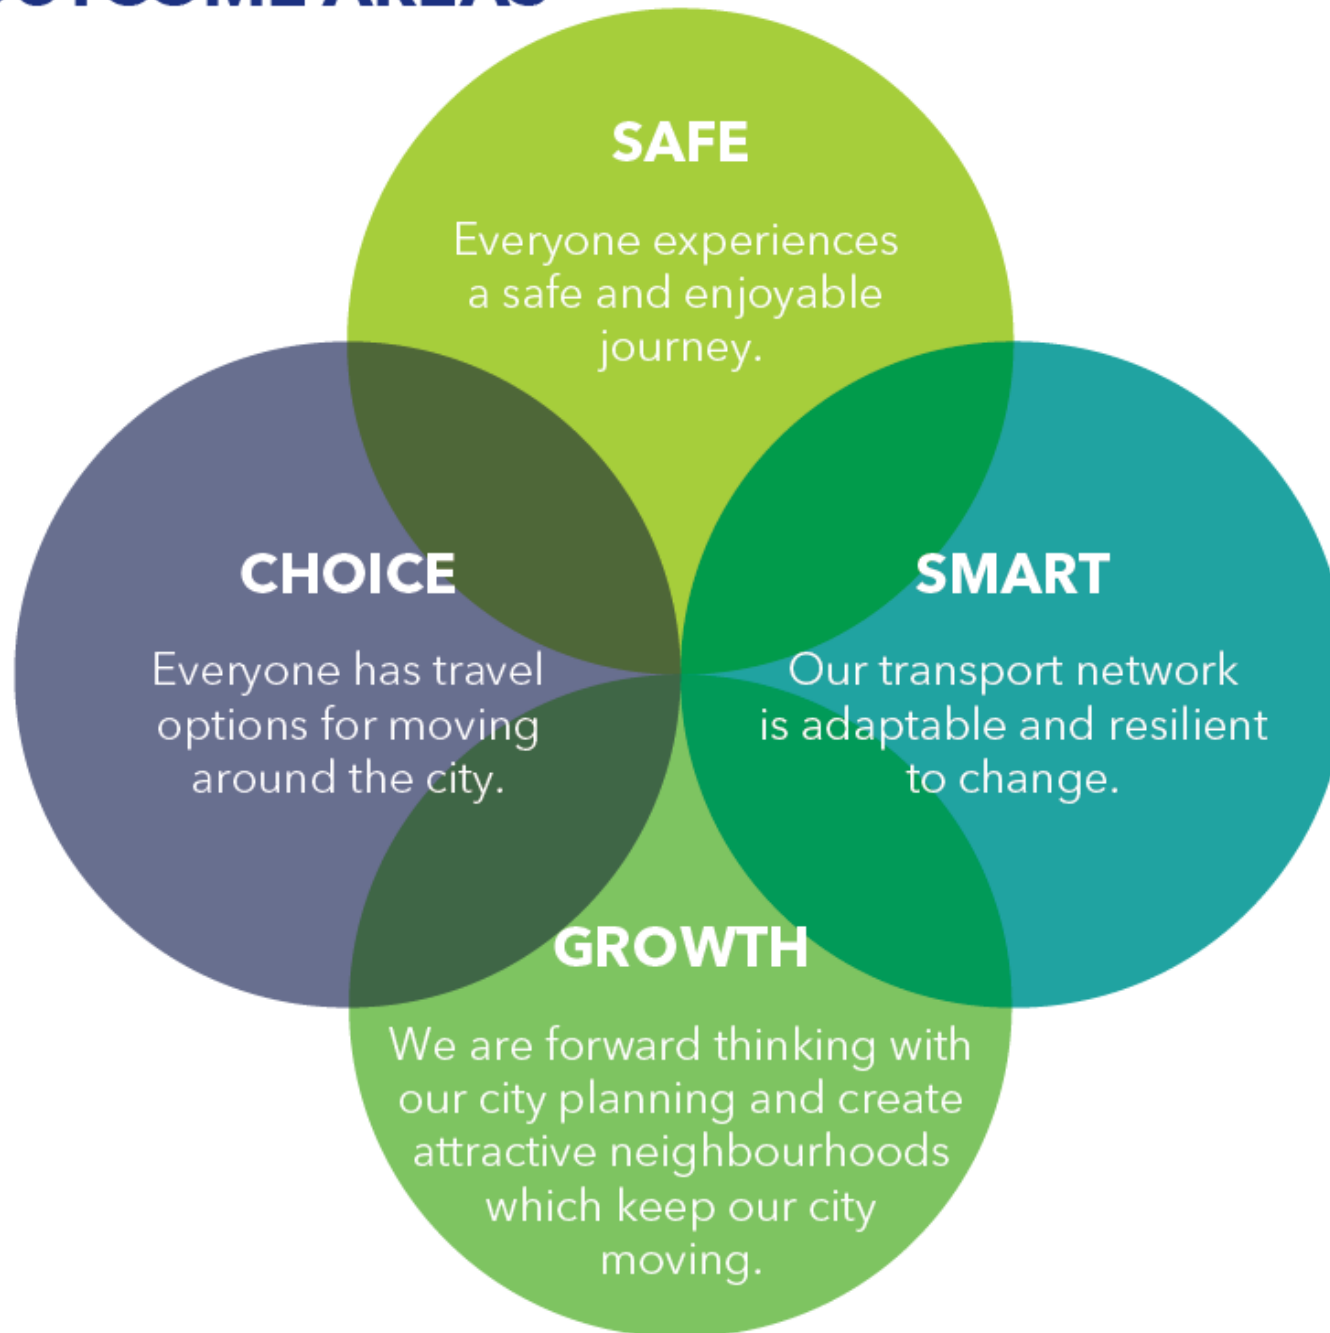 OUTCOME AREAS
SAFE
Everyone experiences
a safe and enjoyable
journey.
CHOICE
Everyone has travel
options for moving
around the city.
SMART
Our transport network
is adaptable and resilient
to change.
GROWTH
We are forward thinking with
our city planning and create
attractive neighbourhoods
which keep our city
moving.